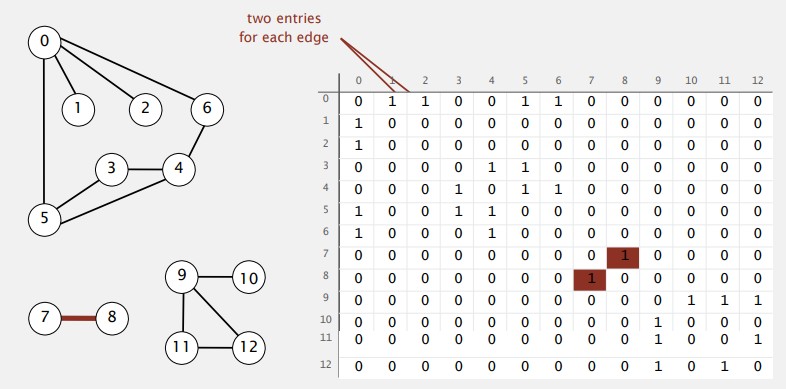 two entries
for each edge
0
1
2
6
3
4
5
9
10
7
8
11
12
0 1 2 3 4 5 6 7 8 9 10 11 12
0 0 1 1 0 0 1 1 0 0 0 0 0 0
1 1 0 0 0 0 0 0 0 0 0 0 0 0
2 1 0 0 0 0 0 0 0 0 0 0 0 0
3 0 0 0 0 1 1 0 0 0 0 0 0 0
4 0 0 0 1 0 1 1 0 0 0 0 0 0
5 1 0 0 1 1 0 0 0 0 0 0 0 0
6 1 0 0 0 1 0 0 0 0 0 0 0 0
7 0 0 0 0 0 0 0 0 1 0 0 0 0
8 0 0 0 0 0 0 0 1 0 0 0 0 0
9 0 0 0 0 0 0 0 0 0 0 1 1 1
10 0 0 0 0 0 0 0 0 0 1 0 0 0
11 0 0 0 0 0 0 0 0 0 1 0 0 1
12 0 0 0 0 0 0 0 0 0 1 0 1 0